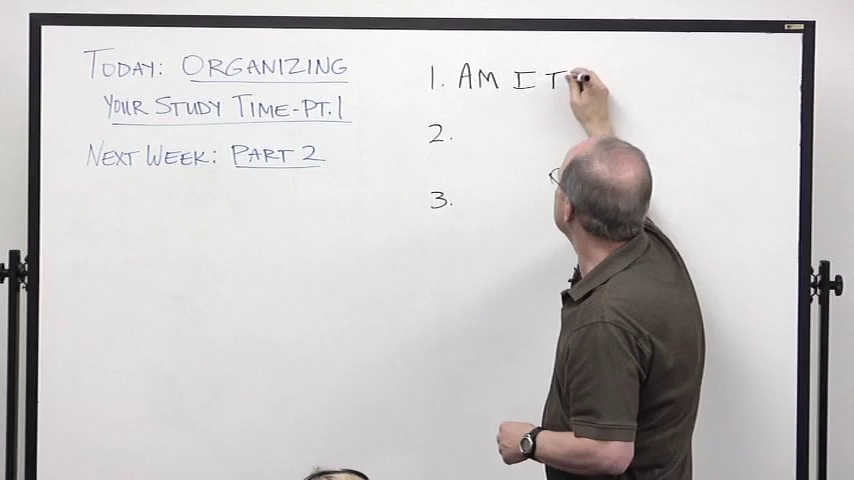 TODAY: ORGANIZING
YOUR STUDY TIME-PT.1
NEXT WEEK: PART 2
1. AM I T
2.
3.